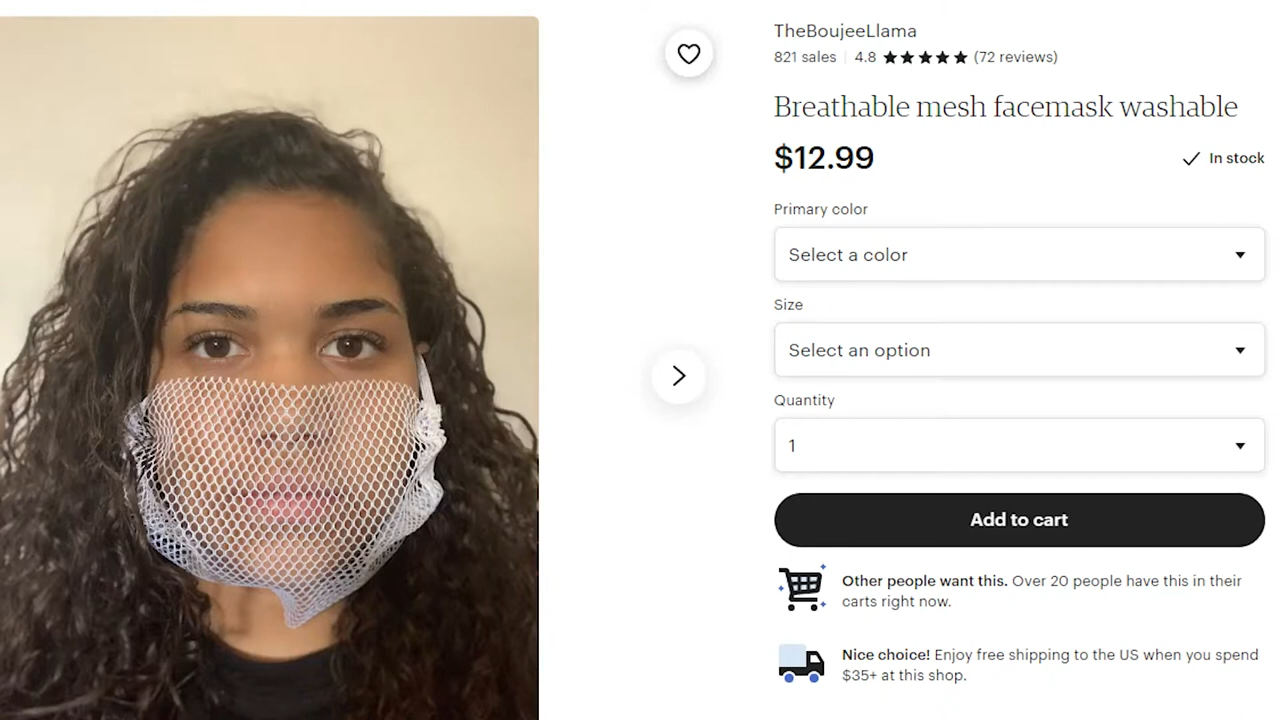 TheBoujeeLlama
821 sales 4.8 ★★★★★ (72 reviews)
Breathable mesh facemask washable
$12.99
In stock
Primary color
Select a color
Size
Select an option
Quantity
1
Add to cart
Other people want this. Over 20 people have this in their
carts right now.
Nice choice! Enjoy free shipping to the US when you spend
$35+ at this shop.